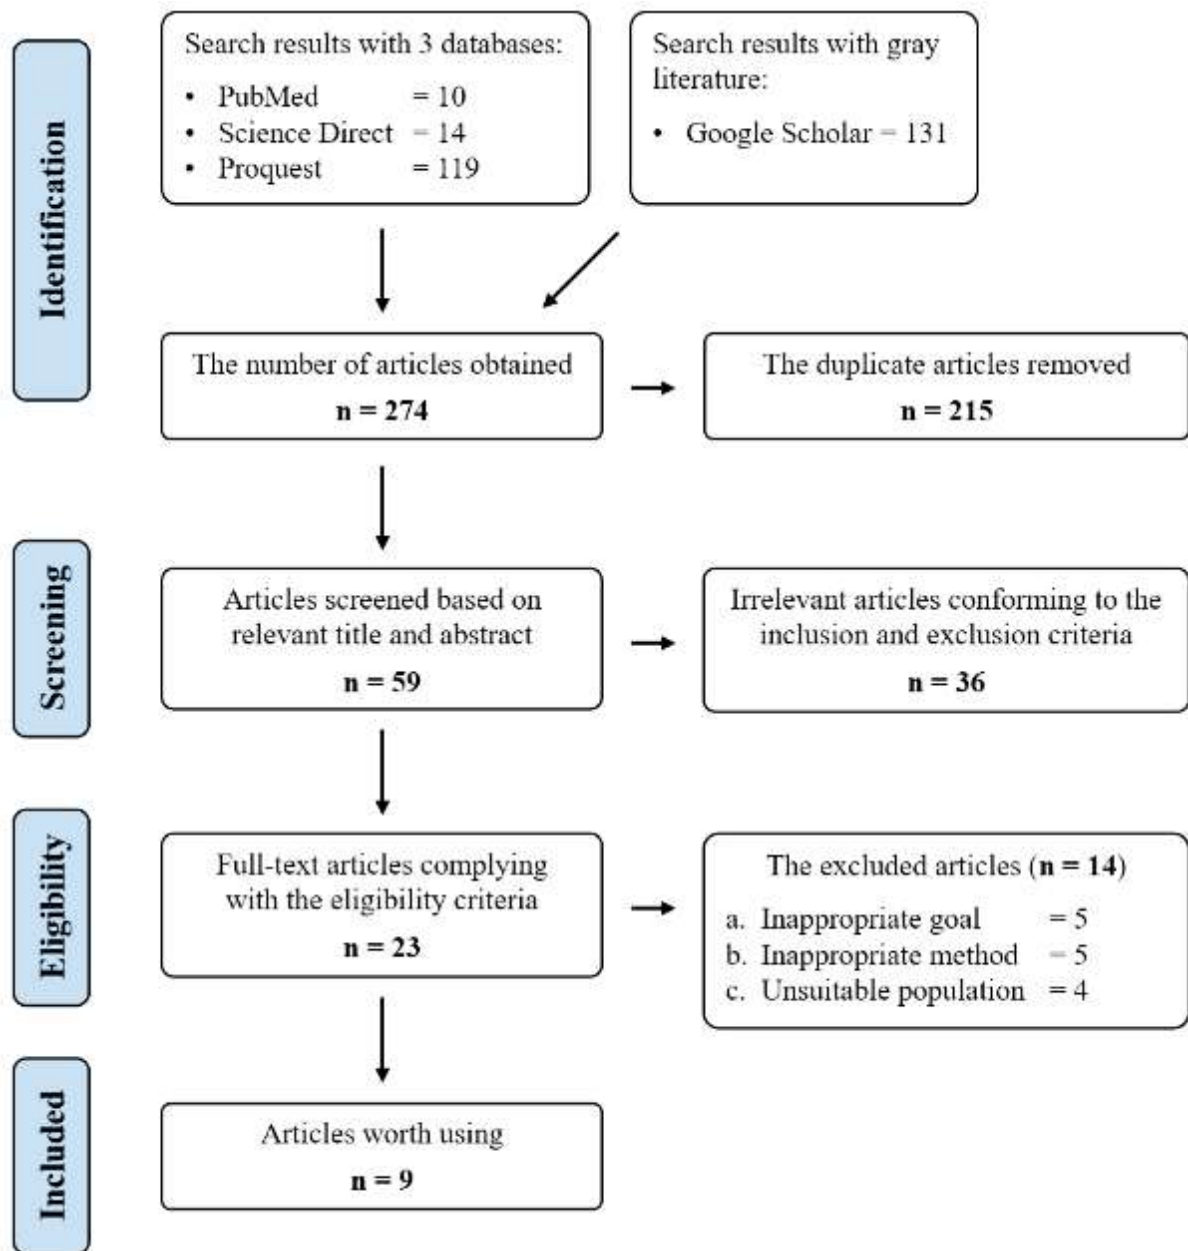 Identification
Search results with 3 databases:
• PubMed = 10
• Science Direct = 14
• Proquest = 119
Search results with gray
literature:
• Google Scholar = 131
The number of articles obtained
n = 274
The duplicate articles removed
n = 215
Screening
Articles screened based on
relevant title and abstract
n = 59
Irrelevant articles conforming to the
inclusion and exclusion criteria
n = 36
Eligibility
Full-text articles complying
with the eligibility criteria
n = 23
The excluded articles (n = 14)
a. Inappropriate goal = 5
b. Inappropriate method = 5
c. Unsuitable population = 4
Included
Articles worth using
n = 9